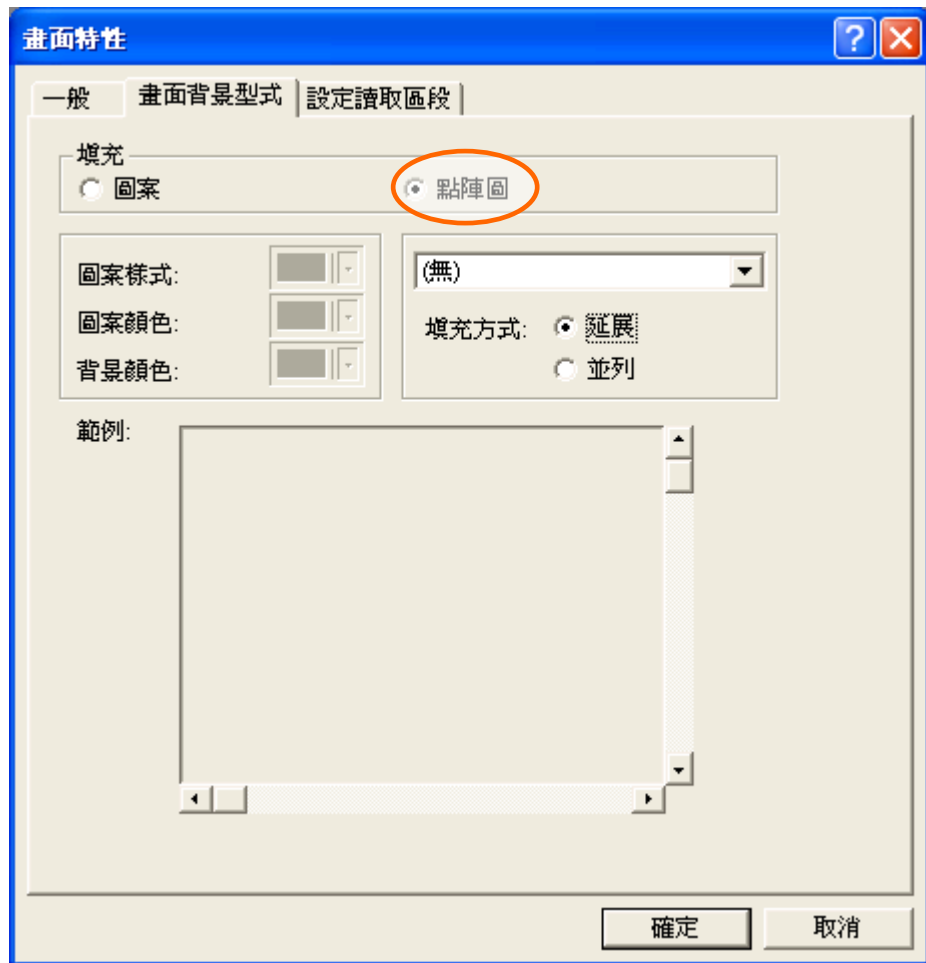 畫面特性
一般 畫面背景型式 設定讀取區段
填充
圖案 點陣圖
圖案樣式: (無)
圖案顏色: 填充方式: 延展
背景顏色: 並列
範例:
確定 取消